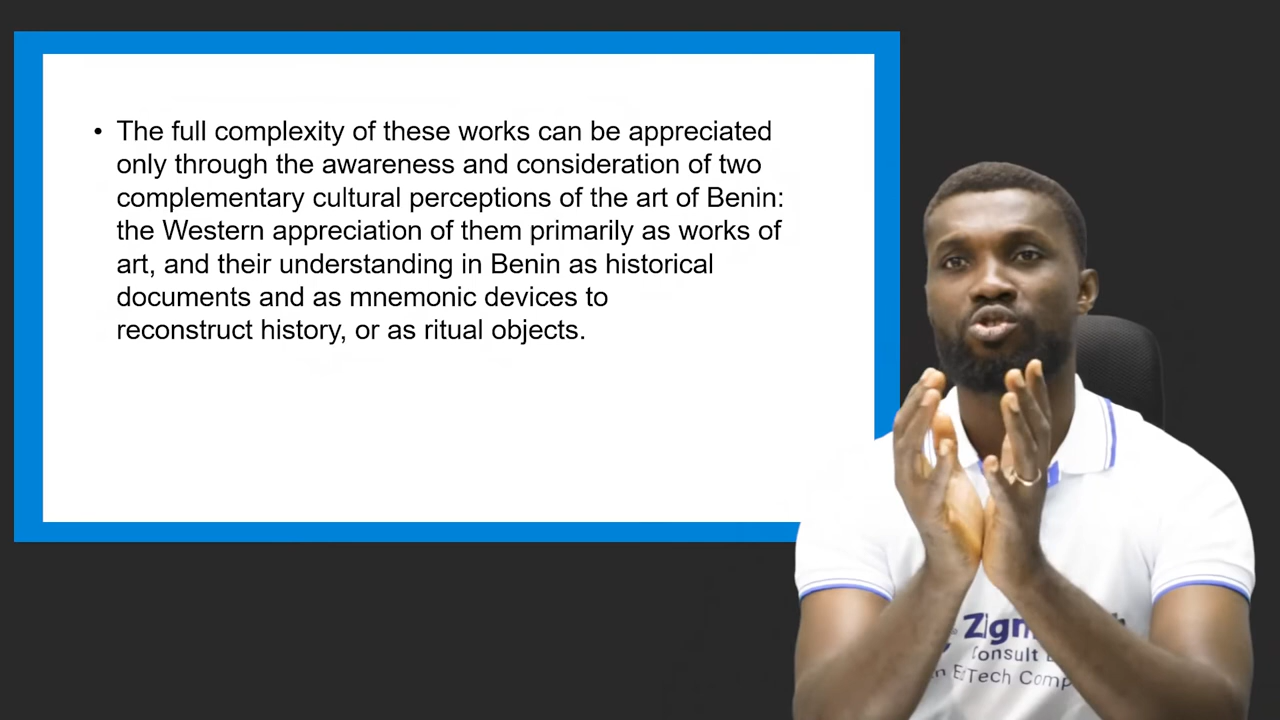 • The full complexity of these works can be appreciated
only through the awareness and consideration of two
complementary cultural perceptions of the art of Benin:
the Western appreciation of them primarily as works of
art, and their understanding in Benin as historical
documents and as mnemonic devices to
reconstruct history, or as ritual objects.
Consult
Tech Comp